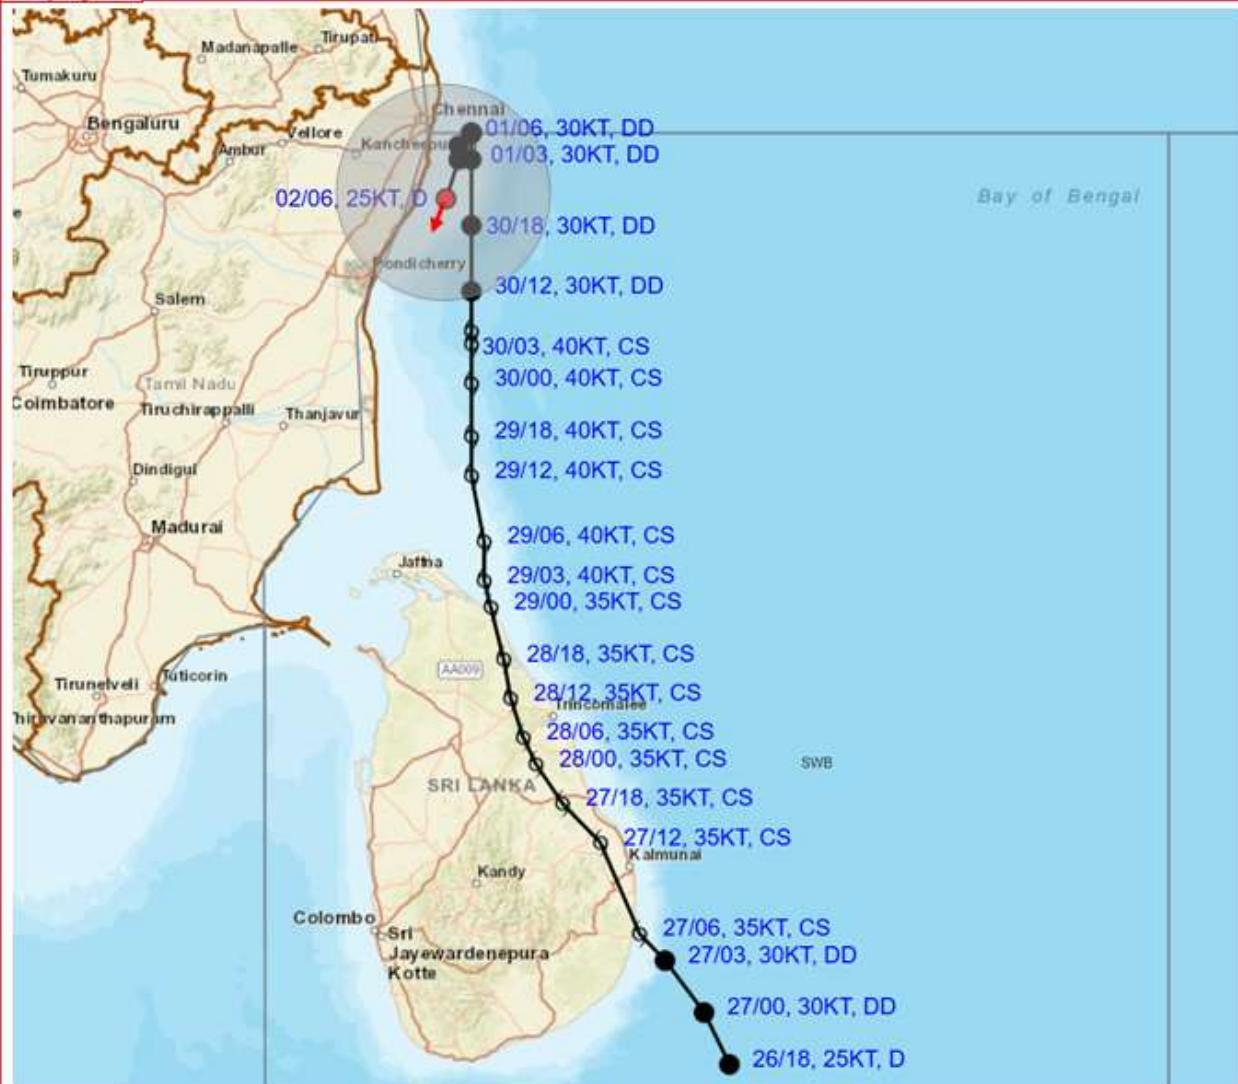 Tirupati
Madanapalle
Tumakuru
Chennai
Bengaluru
01/06, 30KT, DD
Vellore
Ambur
01/03, 30KT, DD
Bay of Bengal
02/06, 25KT, D
30/18, 30KT, DD
Pondicherry
30/12, 30KT, DD
Salem
30/03, 40KT, CS
Tiruppur
Tamil Nadu
30/00, 40KT, CS
Coimbatore
Tiruchirappalli
Thanjavur
29/18, 40KT, CS
Dindigul
29/12, 40KT, CS
Madurai
29/06, 40KT, CS
Jaffna
29/03, 40KT, CS
29/00, 35KT, CS
28/18, 35KT, CS
AA009
Tuticorin
Tirunelveli
28/12, 35KT, CS
Trincomalee
Thiruvananthapuram
28/06, 35KT, CS
28/00, 35KT, CS
SWB
SRI LANKA
27/18, 35KT, CS
27/12, 35KT, CS
Kalmunai
Kandy
Colombo
27/06, 35KT, CS
Sri
Jayewardenepura
Kotte
27/03, 30KT, DD
27/00, 30KT, DD
26/18, 25KT, D